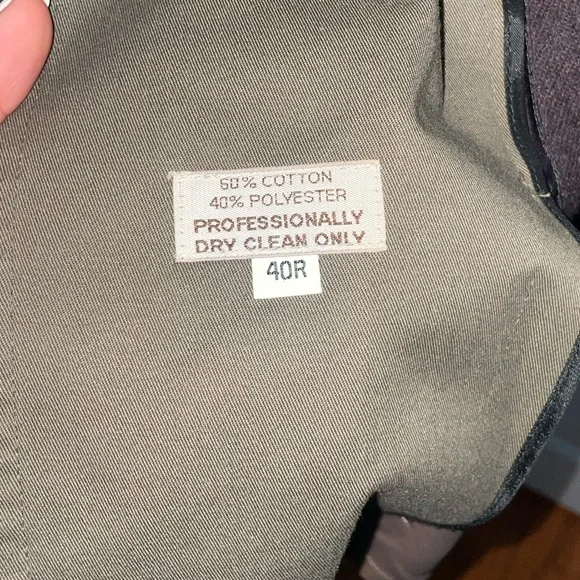 60% COTTON
40% POLYESTER
PROFESSIONALLY
DRY CLEAN ONLY
40R